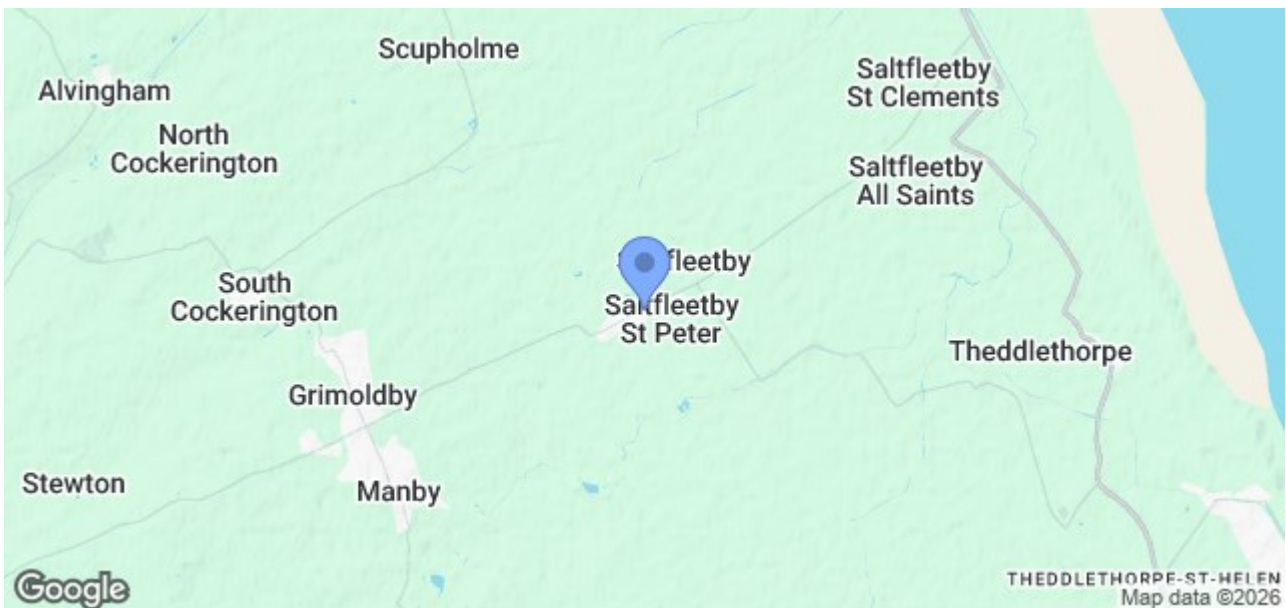 Scupholme
Alvingham
Saltfleetby
St Clements
North
Cockerington
Saltfleetby
All Saints
fleetby
South
Cockerington
Saltfleetby
St Peter
Theddlethorpe
Grimoldby
Stewton
Manby
Google
THEDDLETHORPE-ST-HELEN
Map data ©2026